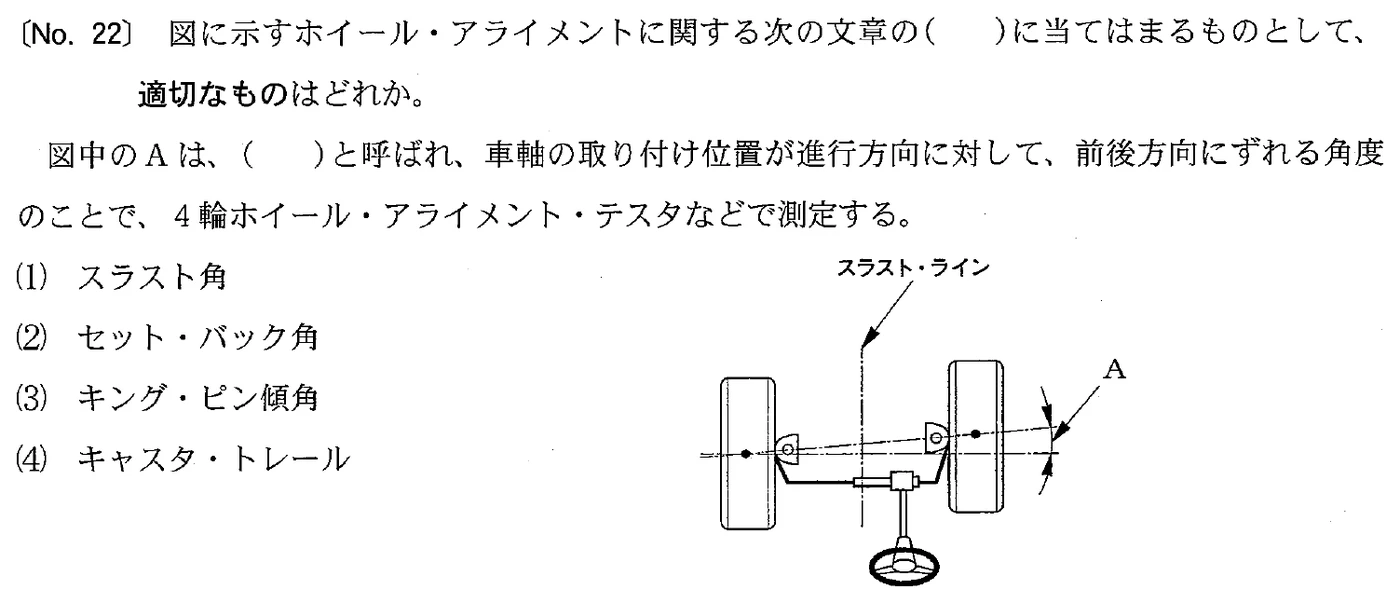 〔No. 22〕 図に示すホイール・アライメントに関する次の文章の(　　)に当てはまるものとして、
適切なものはどれか。
図中のAは、(　　)と呼ばれ、車軸の取り付け位置が進行方向に対して、前後方向にずれる角度
のことで、4輪ホイール・アライメント・テスタなどで測定する。
(1) スラスト角
(2) セット・バック角
(3) キング・ピン傾角
(4) キャスタ・トレール
スラスト・ライン
A